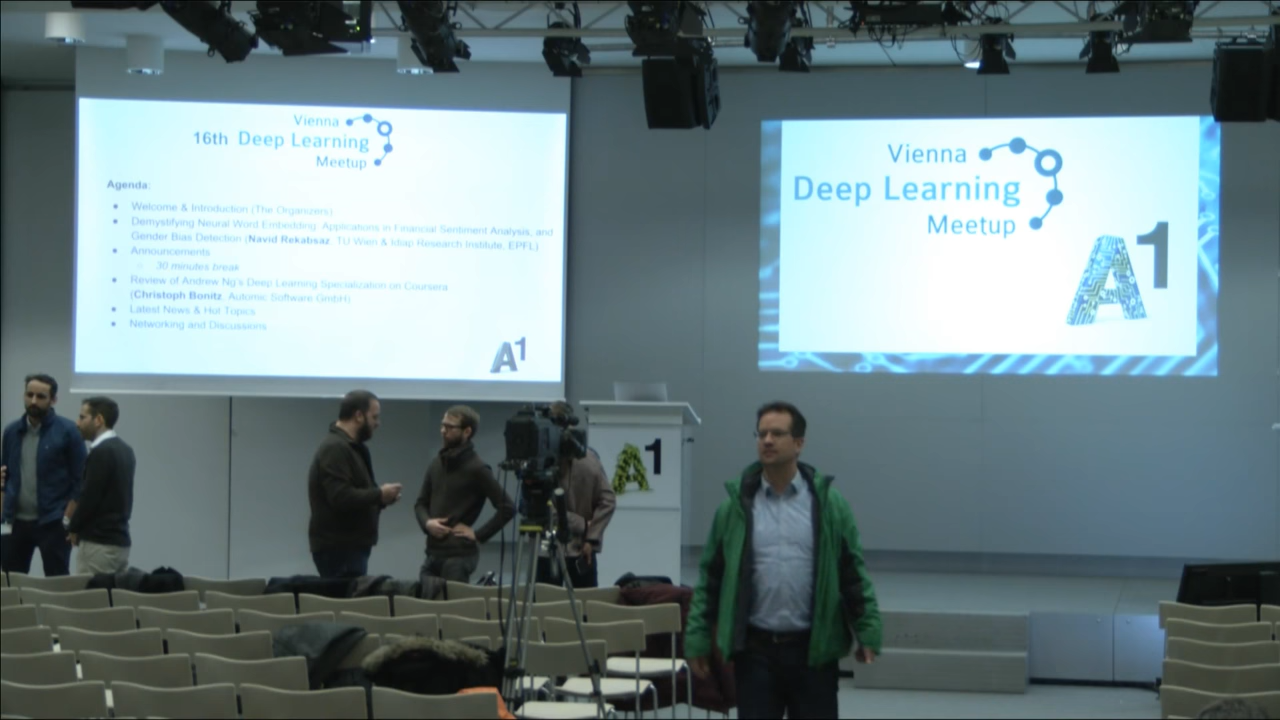 Vienna
16th Deep Learning
Meetup
Agenda:
Welcome & Introduction (The Organizers)
Demystifying Neural Word Embedding: Applications in Financial Sentiment Analysis, and
Gender Bias Detection (Navid Rekabsaz, TU Wien & Idiap Research Institute, EPFL)
Announcements
30 minutes break
Review of Andrew Ng's Deep Learning Specialization on Coursera
(Christoph Bonitz, Automic Software GmbH)
Latest News & Hot Topics
Networking and Discussions
A1
Vienna
Deep Learning
Meetup
A1
A1